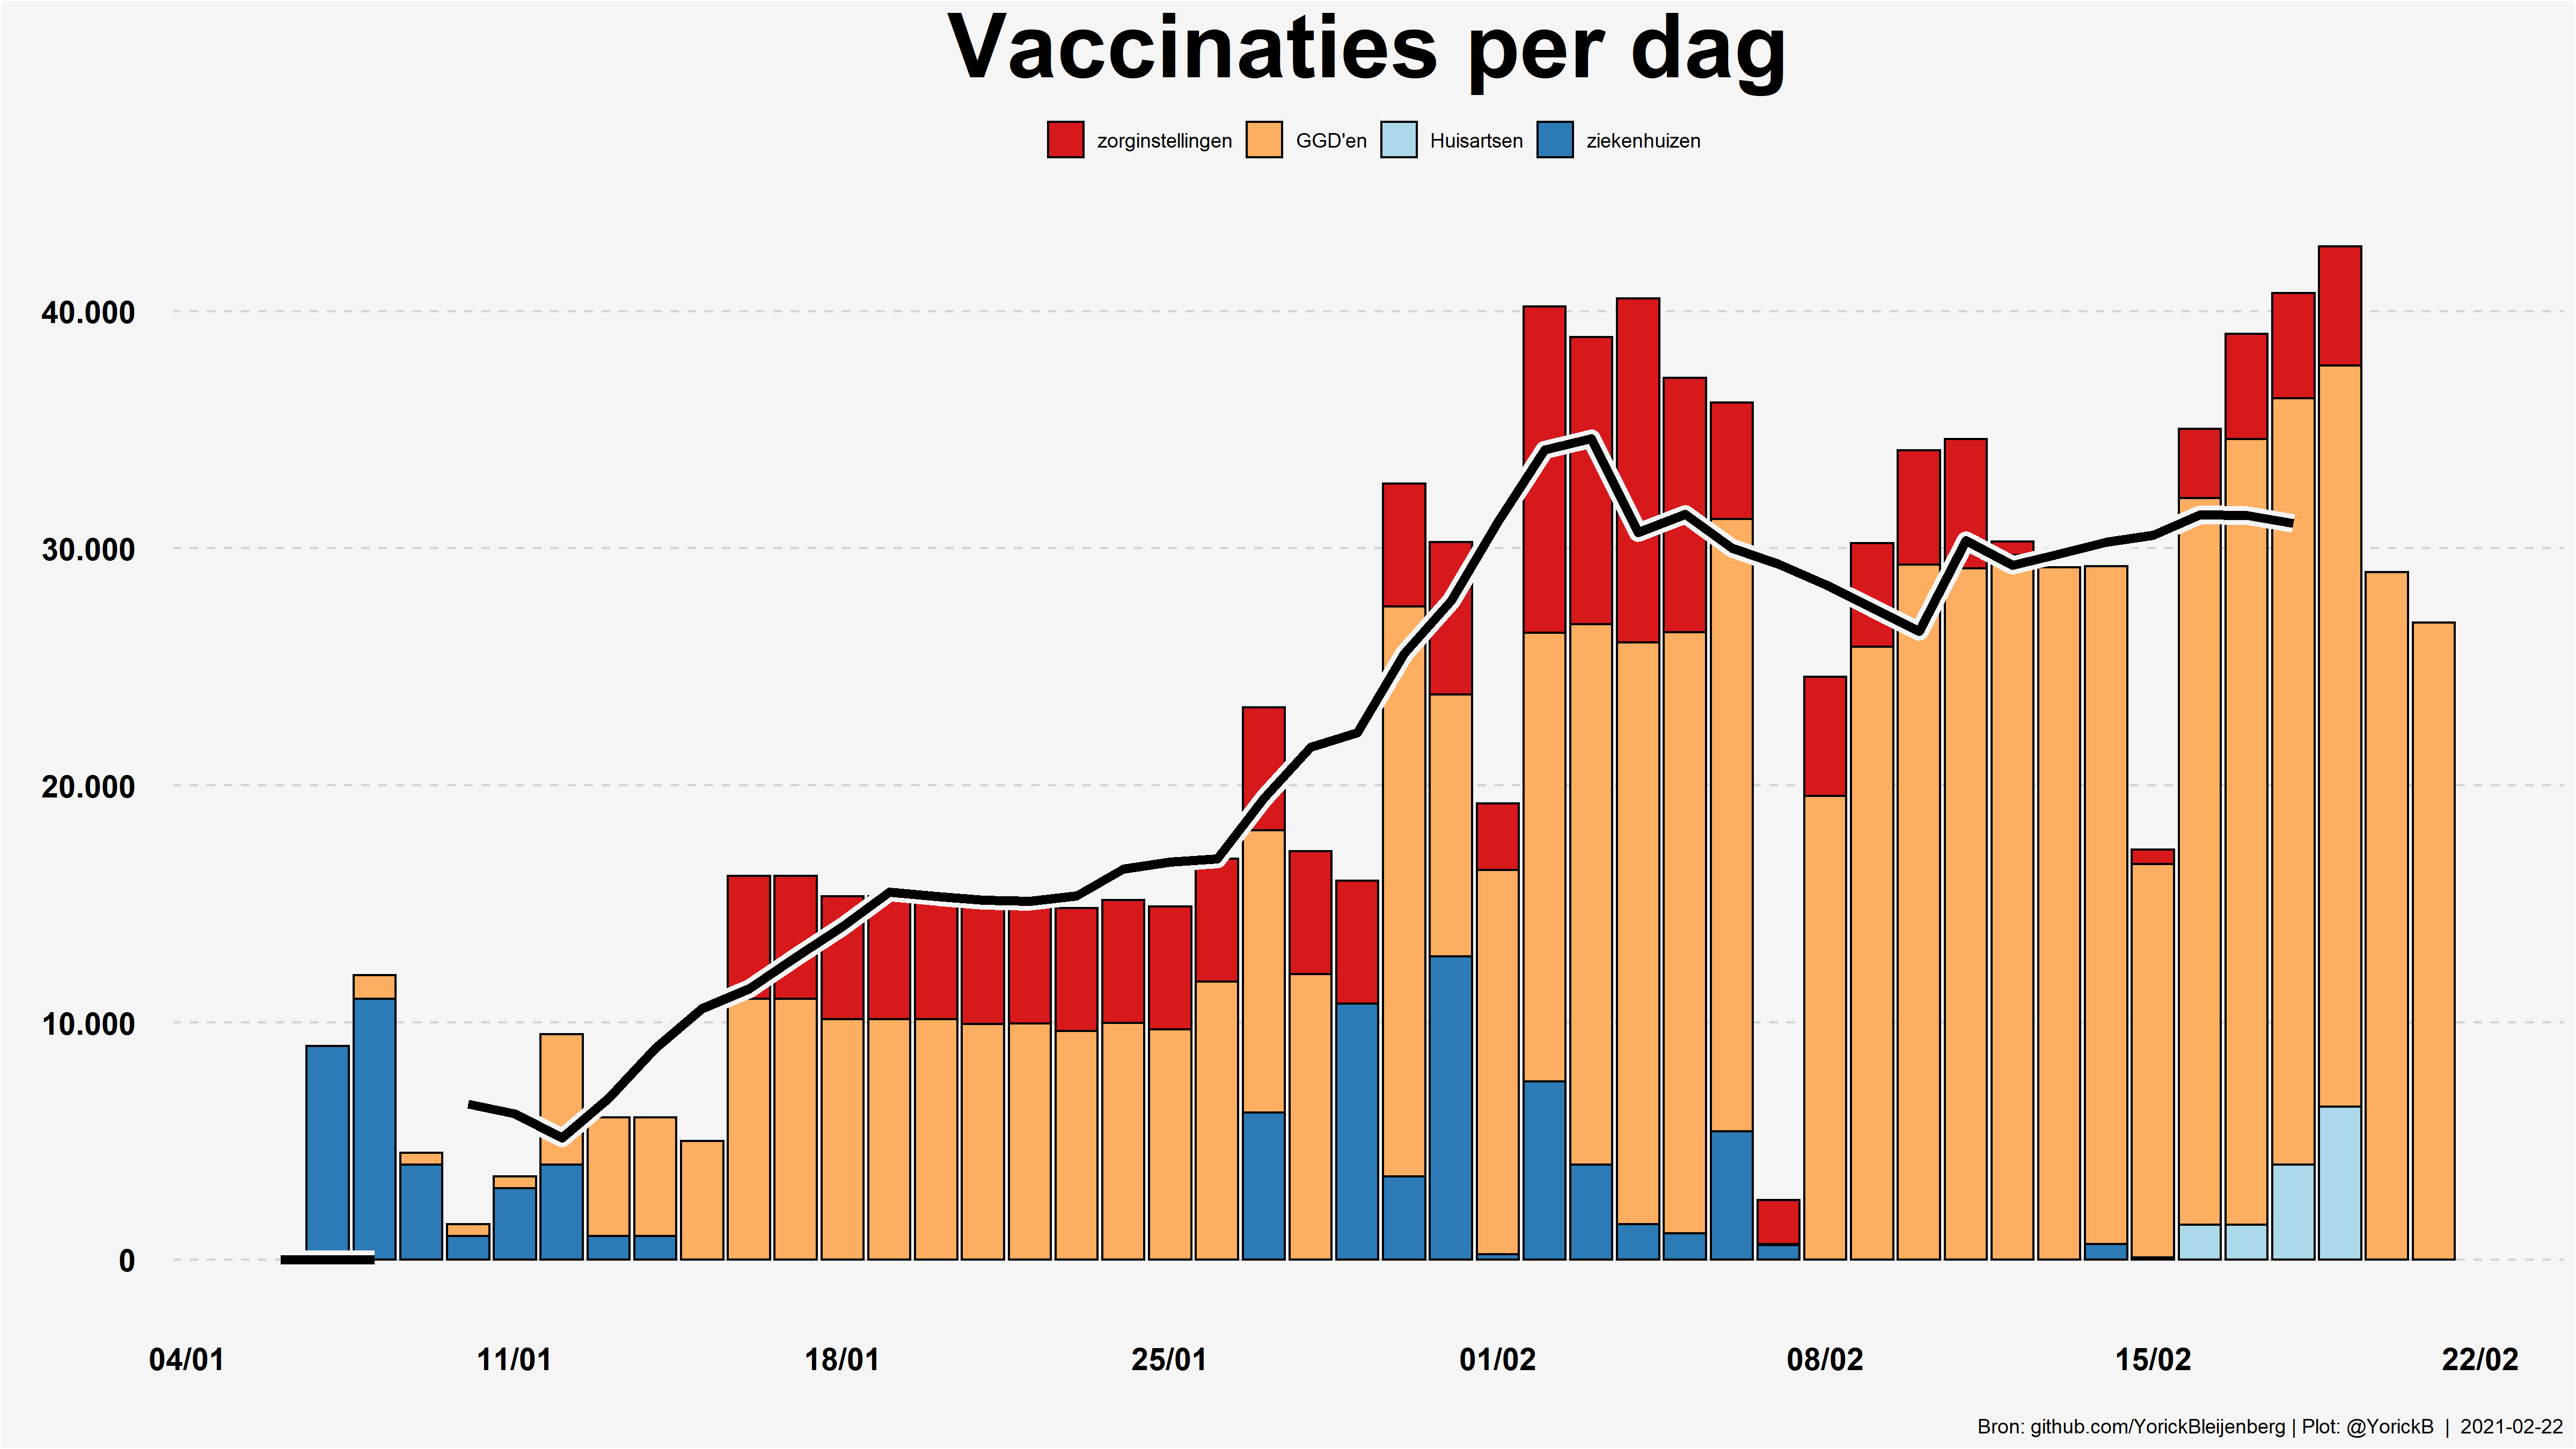 Vaccinaties per dag
zorginstellingen GGD'en Huisartsen ziekenhuizen
40.000
30.000
20.000
10.000
0
04/01 11/01 18/01 25/01 01/02 08/02 15/02 22/02
Bron: github.com/YorickBleijenberg | Plot: @YorickB | 2021-02-22